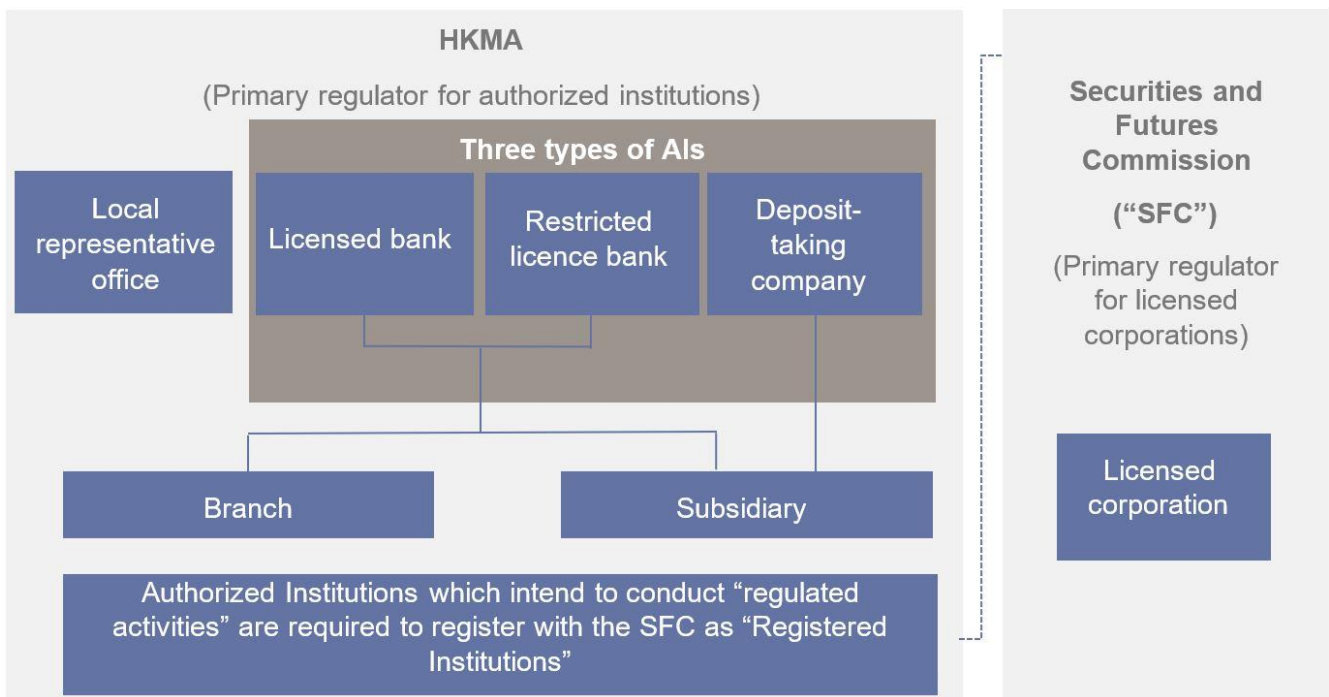 HKMA
(Primary regulator for authorized institutions)
Three types of AIs
Local
representative
office
Licensed bank
Restricted
licence bank
Deposit-
taking
company
Branch
Subsidiary
Authorized Institutions which intend to conduct “regulated
activities” are required to register with the SFC as “Registered
Institutions”
Securities and
Futures
Commission
(“SFC”)
(Primary regulator
for licensed
corporations)
Licensed
corporation